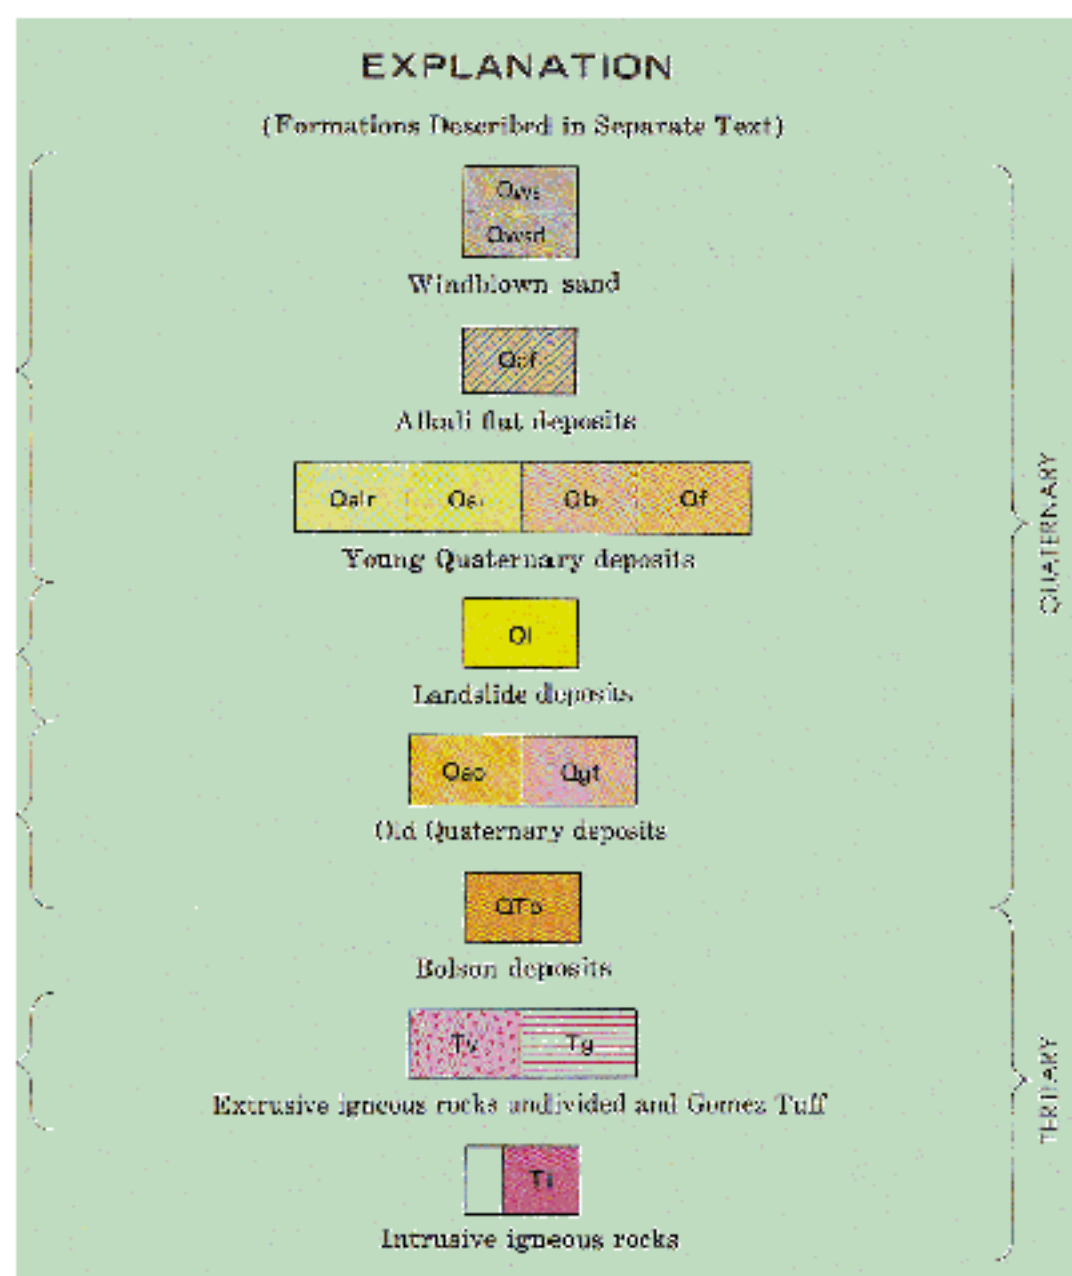 EXPLANATION
(Formations Described in Separate Text)
Qws
Qwsd
Windblown sand
Qaf
Alkali flat deposits
Qalr Qal Qb Qf
Young Quaternary deposits
Ql
Landslide deposits
Qao Qgt
Old Quaternary deposits
QTb
Bolson deposits
Tv Tg
Extrusive igneous rocks undivided and Gomez Tuff
Ti
Intrusive igneous rocks
QUATERNARY
TERTIARY